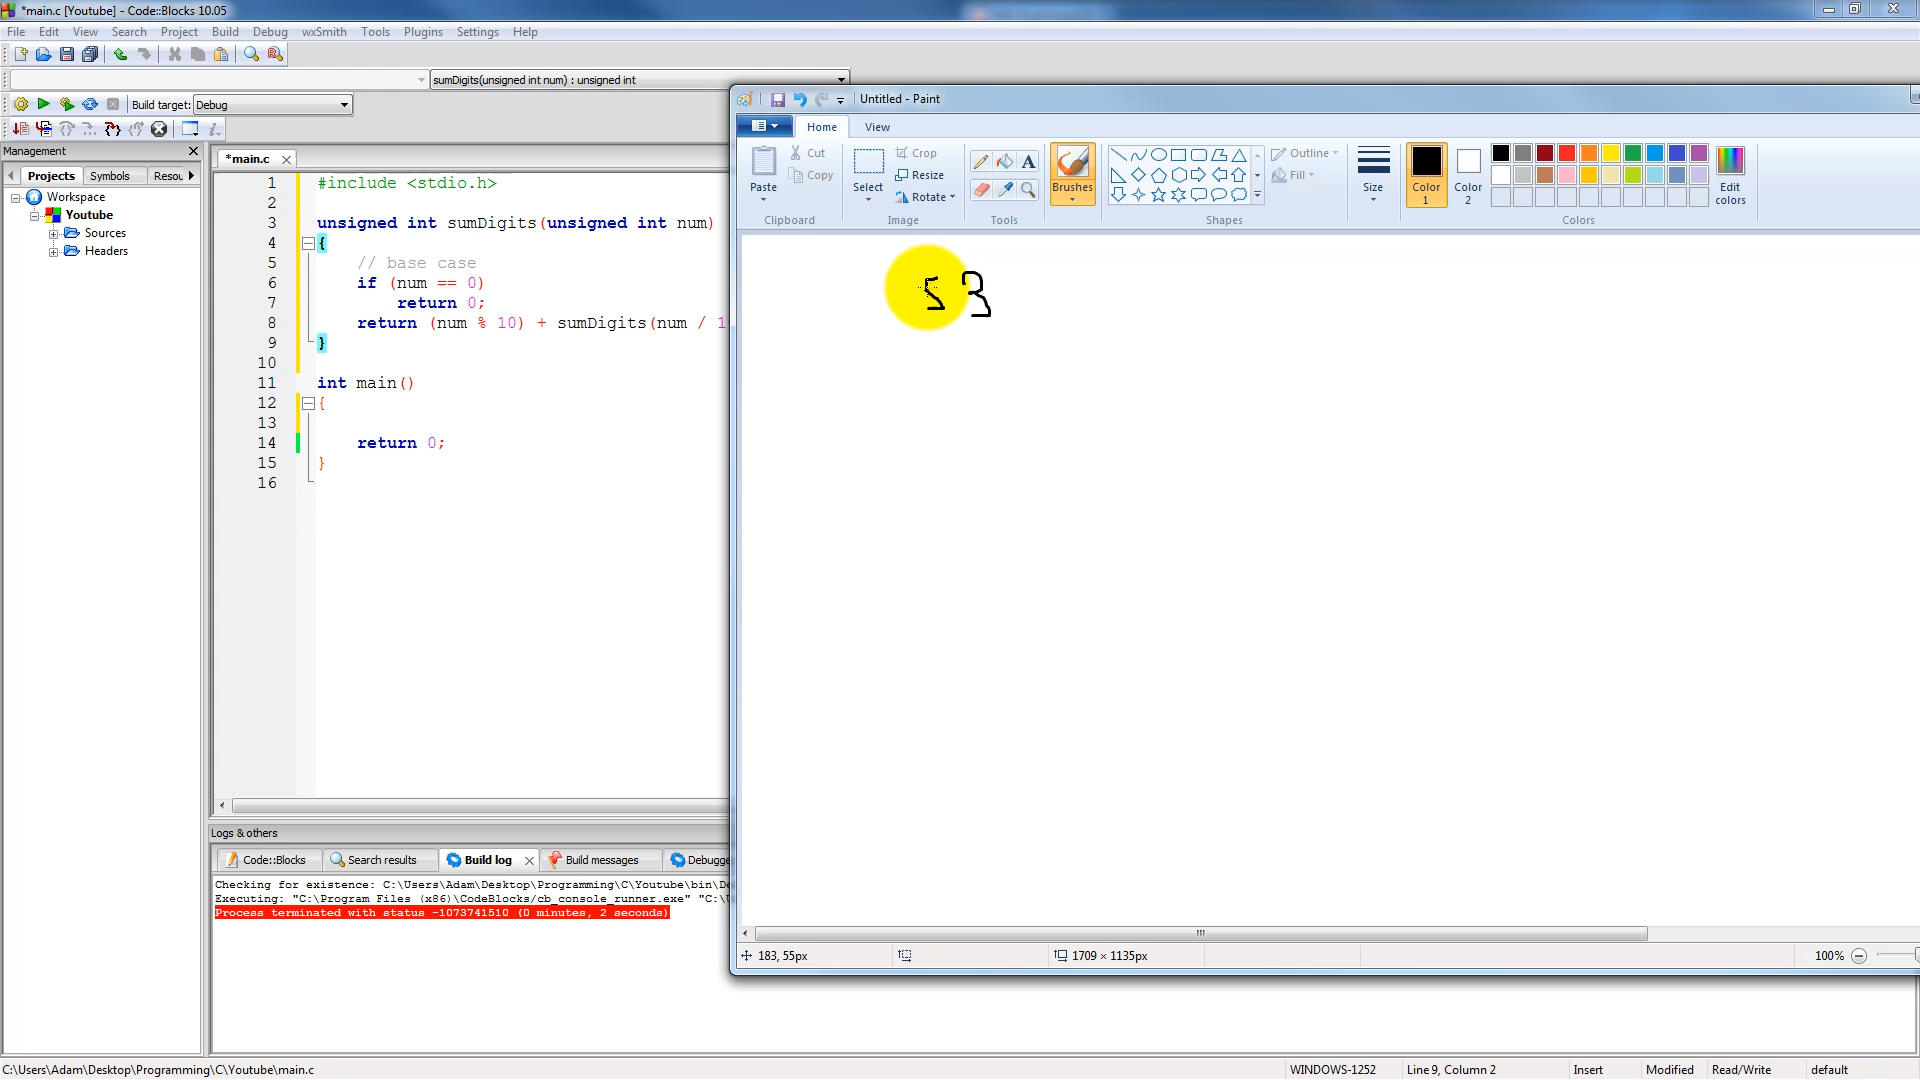 *main.c [Youtube] - Code::Blocks 10.05
File Edit View Search Project Build Debug wxSmith Tools Plugins Settings Help
sumDigits(unsigned int num) : unsigned int
Build target: Debug
Management
Projects Symbols Resou
Workspace
Youtube
Sources
Headers
*main.c
1 #include <stdio.h>
2
3 unsigned int sumDigits(unsigned int num)
4 {
5 // base case
6 if (num == 0)
7 return 0;
8 return (num % 10) + sumDigits(num / 1
9 }
10
11 int main()
12 {
13
14 return 0;
15 }
16
Untitled - Paint
Home View
Paste Cut Copy Select Crop Resize Rotate A Brushes Outline Fill Size Color 1 Color 2 Edit colors
Clipboard Image Tools Shapes Colors
53
183, 55px 1709 × 1135px 100%
Logs & others
Code::Blocks Search results Build log Build messages Debugge
Checking for existence: C:\Users\Adam\Desktop\Programming\C\Youtube\bin\De
Executing: "C:\Program Files (x86)\CodeBlocks/cb_console_runner.exe" "C:\U
Process terminated with status -1073741510 (0 minutes, 2 seconds)
C:\Users\Adam\Desktop\Programming\C\Youtube\main.c WINDOWS-1252 Line 9, Column 2 Insert Modified Read/Write default